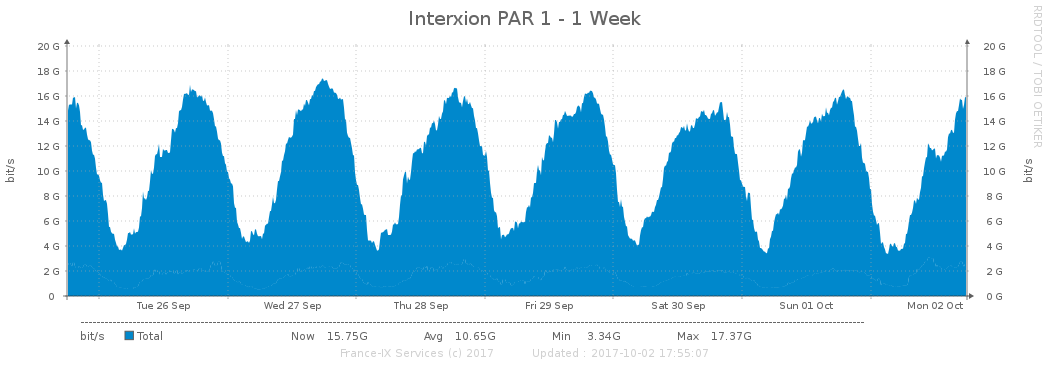 Interxion PAR 1 - 1 Week
RRDTOOL / TOBI OETIKER
20 G 20 G
18 G 18 G
16 G 16 G
14 G 14 G
12 G 12 G
10 G 10 G
8 G 8 G
6 G 6 G
4 G 4 G
2 G 2 G
0 0 G
bit/s
bit/s
Tue 26 Sep Wed 27 Sep Thu 28 Sep Fri 29 Sep Sat 30 Sep Sun 01 Oct Mon 02 Oct
bit/s Total Now 15.75G Avg 10.65G Min 3.34G Max 17.37G
France-IX Services (c) 2017 Updated : 2017-10-02 17:55:07